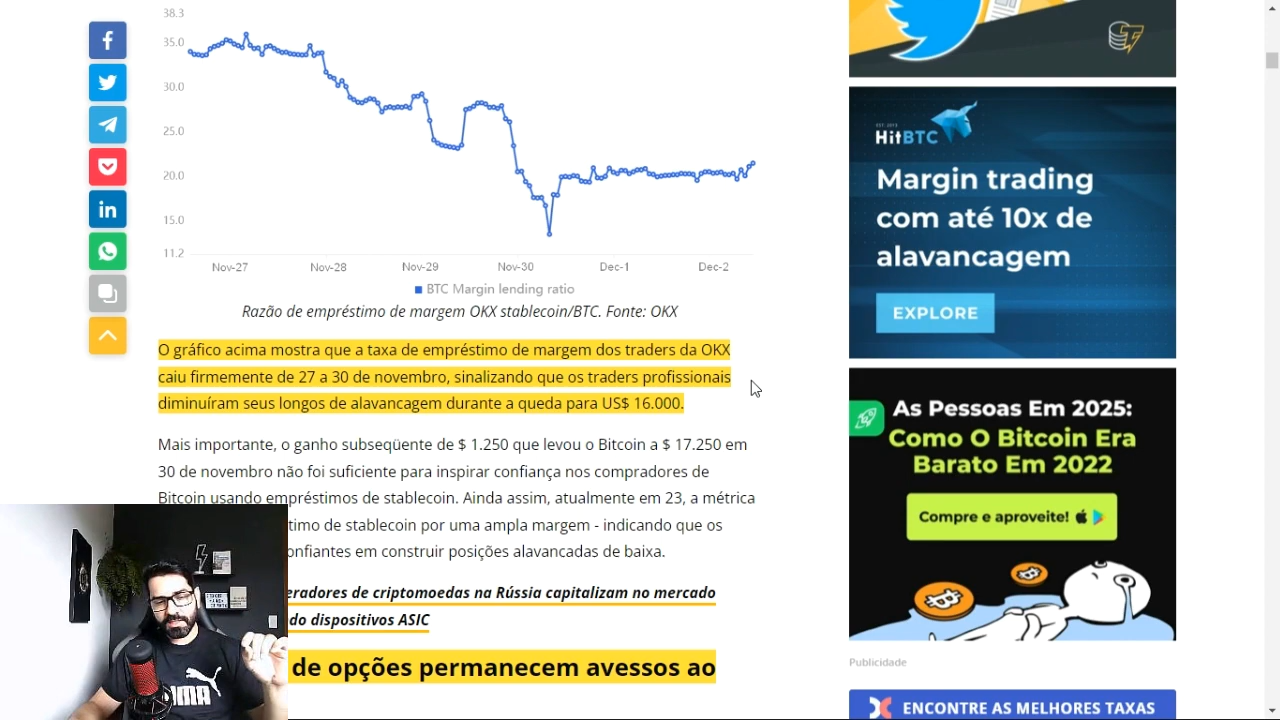 38.3
35.0
30.0
25.0
20.0
15.0
11.2
Nov-27 Nov-28 Nov-29 Nov-30 Dec-1 Dec-2
BTC Margin lending ratio
Razão de empréstimo de margem OKX stablecoin/BTC. Fonte: OKX
O gráfico acima mostra que a taxa de empréstimo de margem dos traders da OKX
caiu firmemente de 27 a 30 de novembro, sinalizando que os traders profissionais
diminuíram seus longos de alavancagem durante a queda para US$ 16.000.
Mais importante, o ganho subseqüente de $ 1.250 que levou o Bitcoin a $ 17.250 em
30 de novembro não foi suficiente para inspirar confiança nos compradores de
Bitcoin usando empréstimos de stablecoin. Ainda assim, atualmente em 23, a métrica
timo de stablecoin por uma ampla margem - indicando que os
onfiantes em construir posições alavancadas de baixa.
eradores de criptomoedas na Rússia capitalizam no mercado
do dispositivos ASIC
de opções permanecem avessos ao
HitBTC
Margin trading
com até 10x de
alavancagem
EXPLORE
As Pessoas Em 2025:
Como O Bitcoin Era
Barato Em 2022
Compre e aproveite!
Publicidade
ENCONTRE AS MELHORES TAXAS